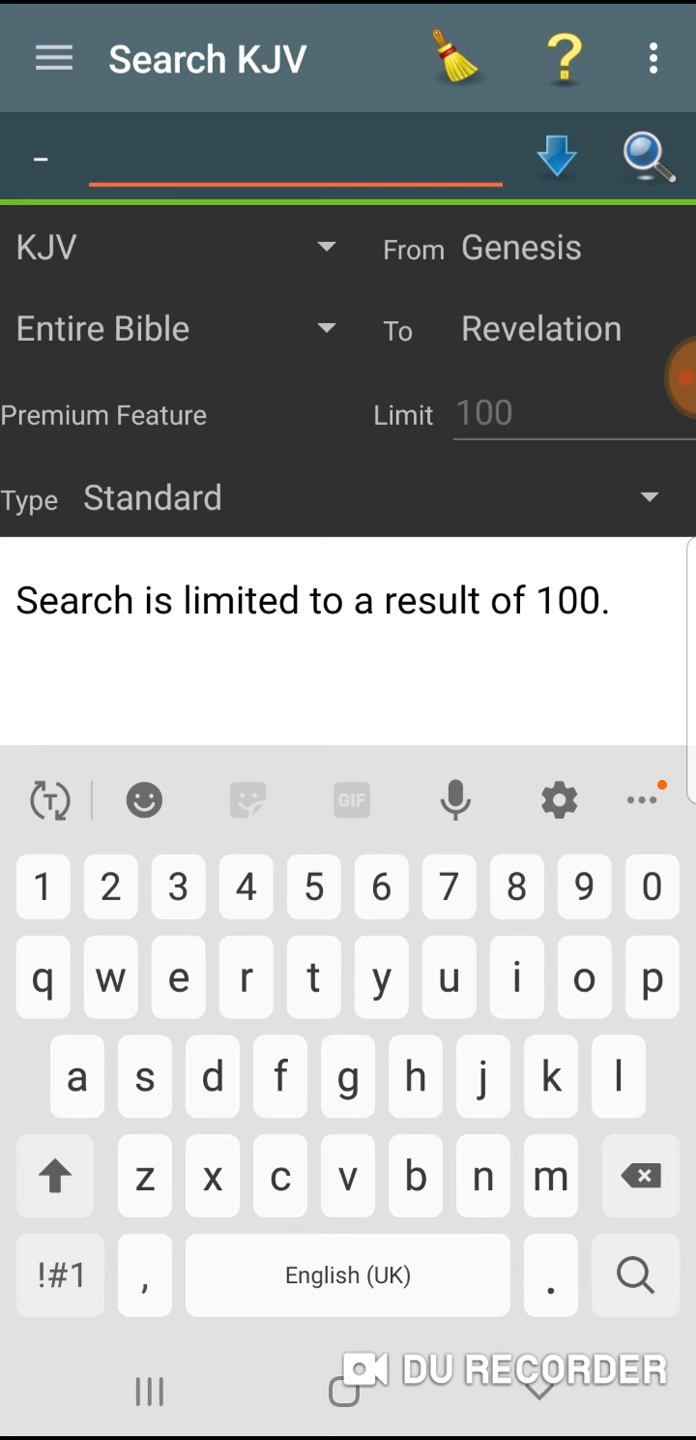 Search KJV
–
KJV From Genesis
Entire Bible To Revelation
Premium Feature Limit 100
Type Standard
Search is limited to a result of 100.
T GIF
1 2 3 4 5 6 7 8 9 0
q w e r t y u i o p
a s d f g h j k l
z x c v b n m
!#1 , English (UK) .
DU RECORDER